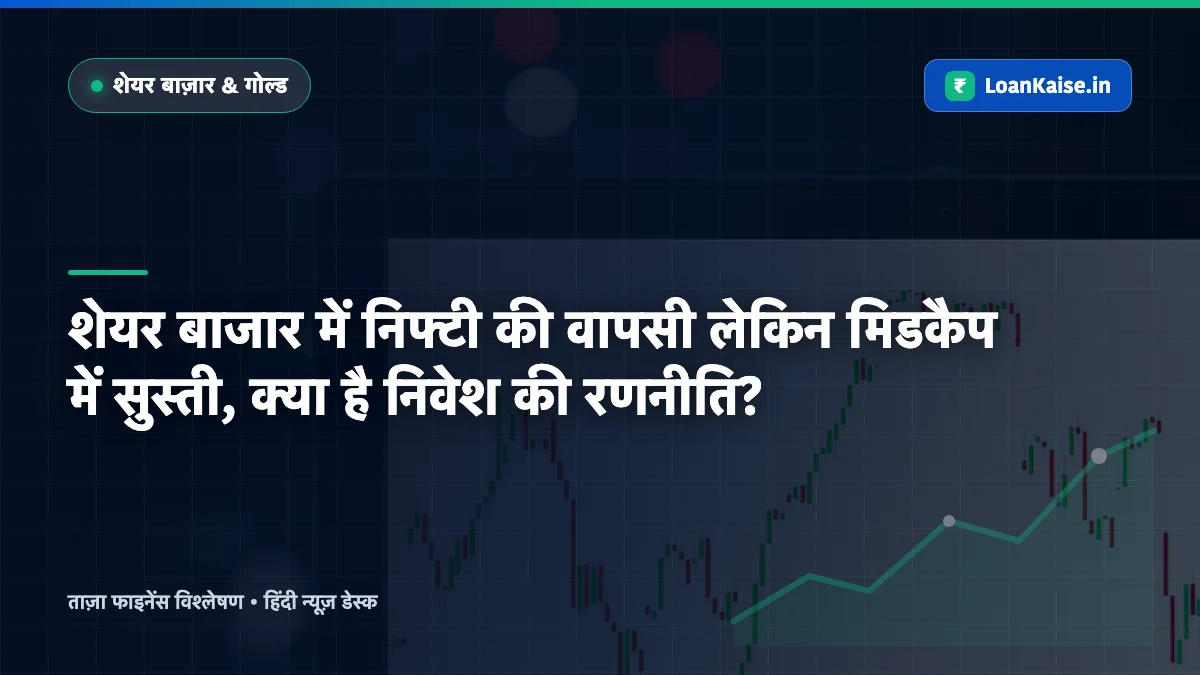 शेयर बाज़ार & गोल्ड
₹ LoanKaise.in
शेयर बाजार में निफ्टी की वापसी लेकिन मिडकैप
में सुस्ती, क्या है निवेश की रणनीति?
ताज़ा फाइनेंस विश्लेषण • हिंदी न्यूज़ डेस्क